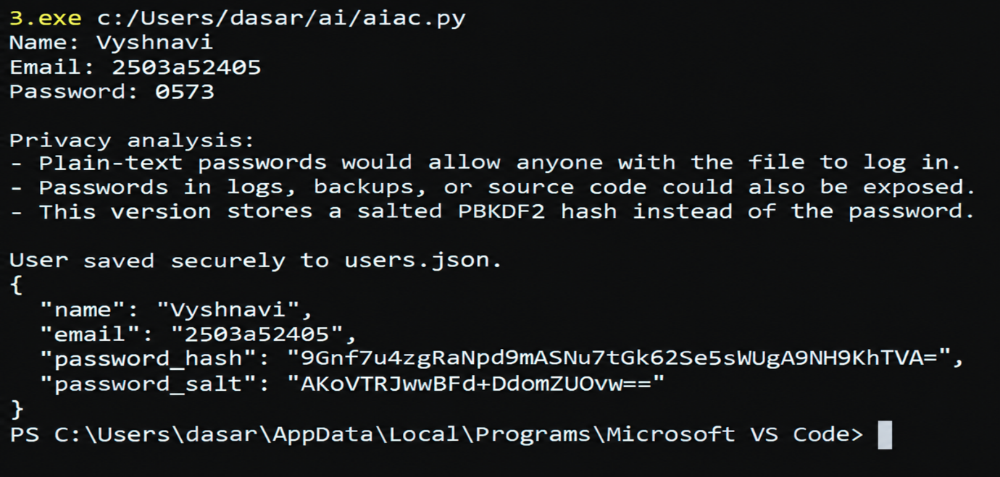 3.exe c:/Users/dasar/ai/aiac.py
Name: Vyshnavi
Email: 2503a52405
Password: 0573
Privacy analysis:
- Plain-text passwords would allow anyone with the file to log in.
- Passwords in logs, backups, or source code could also be exposed.
- This version stores a salted PBKDF2 hash instead of the password.
User saved securely to users.json.
{
  "name": "Vyshnavi",
  "email": "2503a52405",
  "password_hash": "9Gnf7u4zgRaNpd9mASNu7tGk62Se5sWUgA9NH9KhTVA=",
  "password_salt": "AKoVTRJwwBFd+DdomZUOvw=="
}
PS C:\Users\dasar\AppData\Local\Programs\Microsoft VS Code>